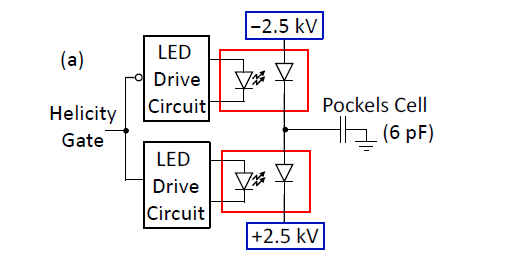 −2.5 kV
(a)
LED
Drive
Circuit
Helicity
Gate
Pockels Cell
(6 pF)
LED
Drive
Circuit
+2.5 kV